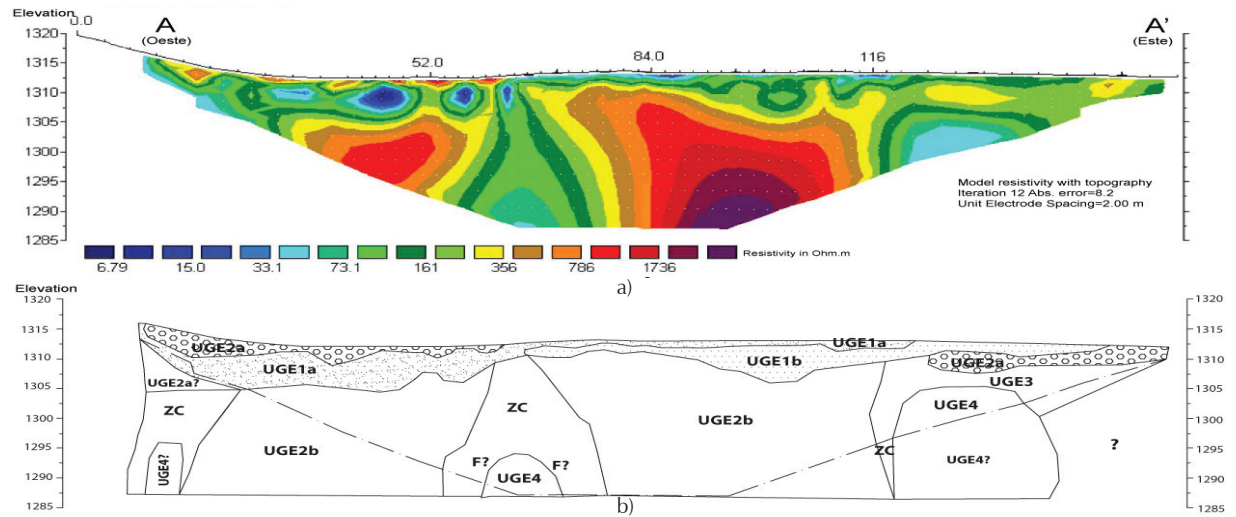 Elevation
A
(Oeste)
A'
(Este)
0.0
52.0
84.0
116
1320
1315
1310
1305
1300
1295
1290
1285
Model resistivity with topography
Iteration 12 Abs. error=8.2
Unit Electrode Spacing=2.00 m
6.79 15.0 33.1 73.1 161 356 786 1736 Resistivity in Ohm.m
a)
Elevation
1320 1320
1315 1315
1310 1310
1305 1305
1300 1300
1295 1295
1290 1290
1285 1285
UGE2a UGE1a
UGE1a UGE1b UGE2a
UGE2a? UGE3
ZC ZC UGE2b UGE4
UGE2b ZC ?
UGE4? F? F? UGE4?
UGE4
b)